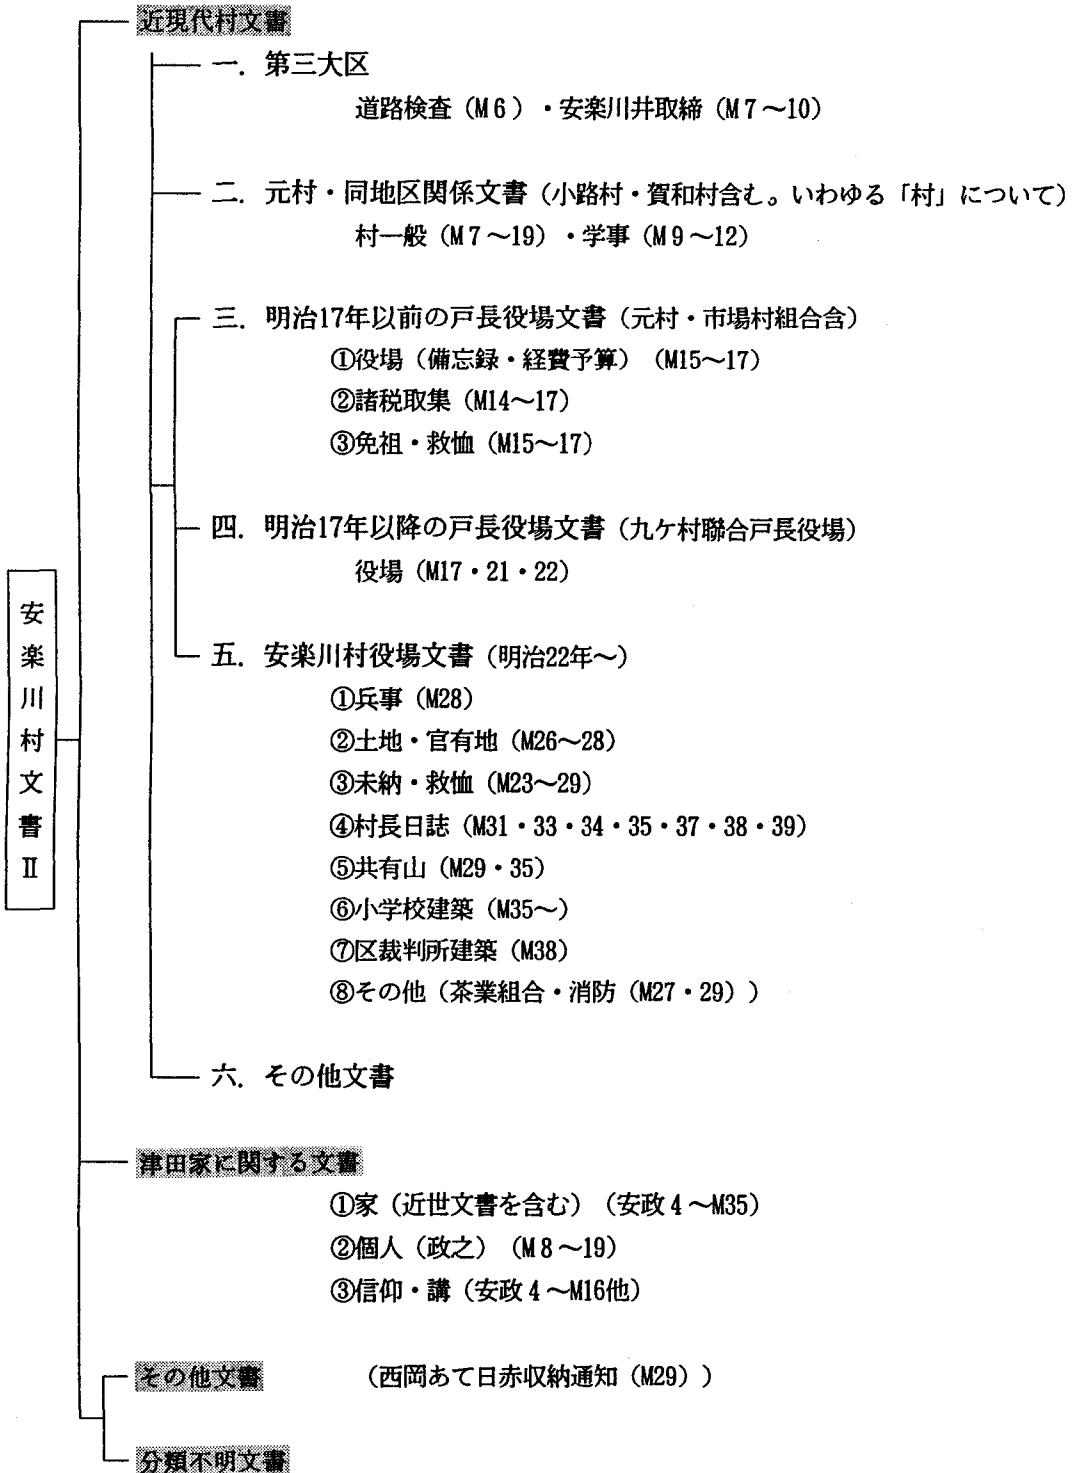 近現代村文書
一．第三大区
道路検査（M6）・安楽川井取締（M7～10）
二．元村・同地区関係文書（小路村・賀和村含む。いわゆる「村」について）
村一般（M7～19）・学事（M9～12）
三．明治17年以前の戸長役場文書（元村・市場村組合含）
①役場（備忘録・経費予算）（M15～17）
②諸税取集（M14～17）
③免祖・救恤（M15～17）
四．明治17年以降の戸長役場文書（九ケ村聯合戸長役場）
役場（M17・21・22）
安楽川村文書Ⅱ
五．安楽川村役場文書（明治22年～）
①兵事（M28）
②土地・官有地（M26～28）
③未納・救恤（M23～29）
④村長日誌（M31・33・34・35・37・38・39）
⑤共有山（M29・35）
⑥小学校建築（M35～）
⑦区裁判所建築（M38）
⑧その他（茶業組合・消防（M27・29））
六．その他文書
津田家に関する文書
①家（近世文書を含む）（安政4～M35）
②個人（政之）（M8～19）
③信仰・講（安政4～M16他）
その他文書　（西岡あて日赤収納通知（M29））
分類不明文書